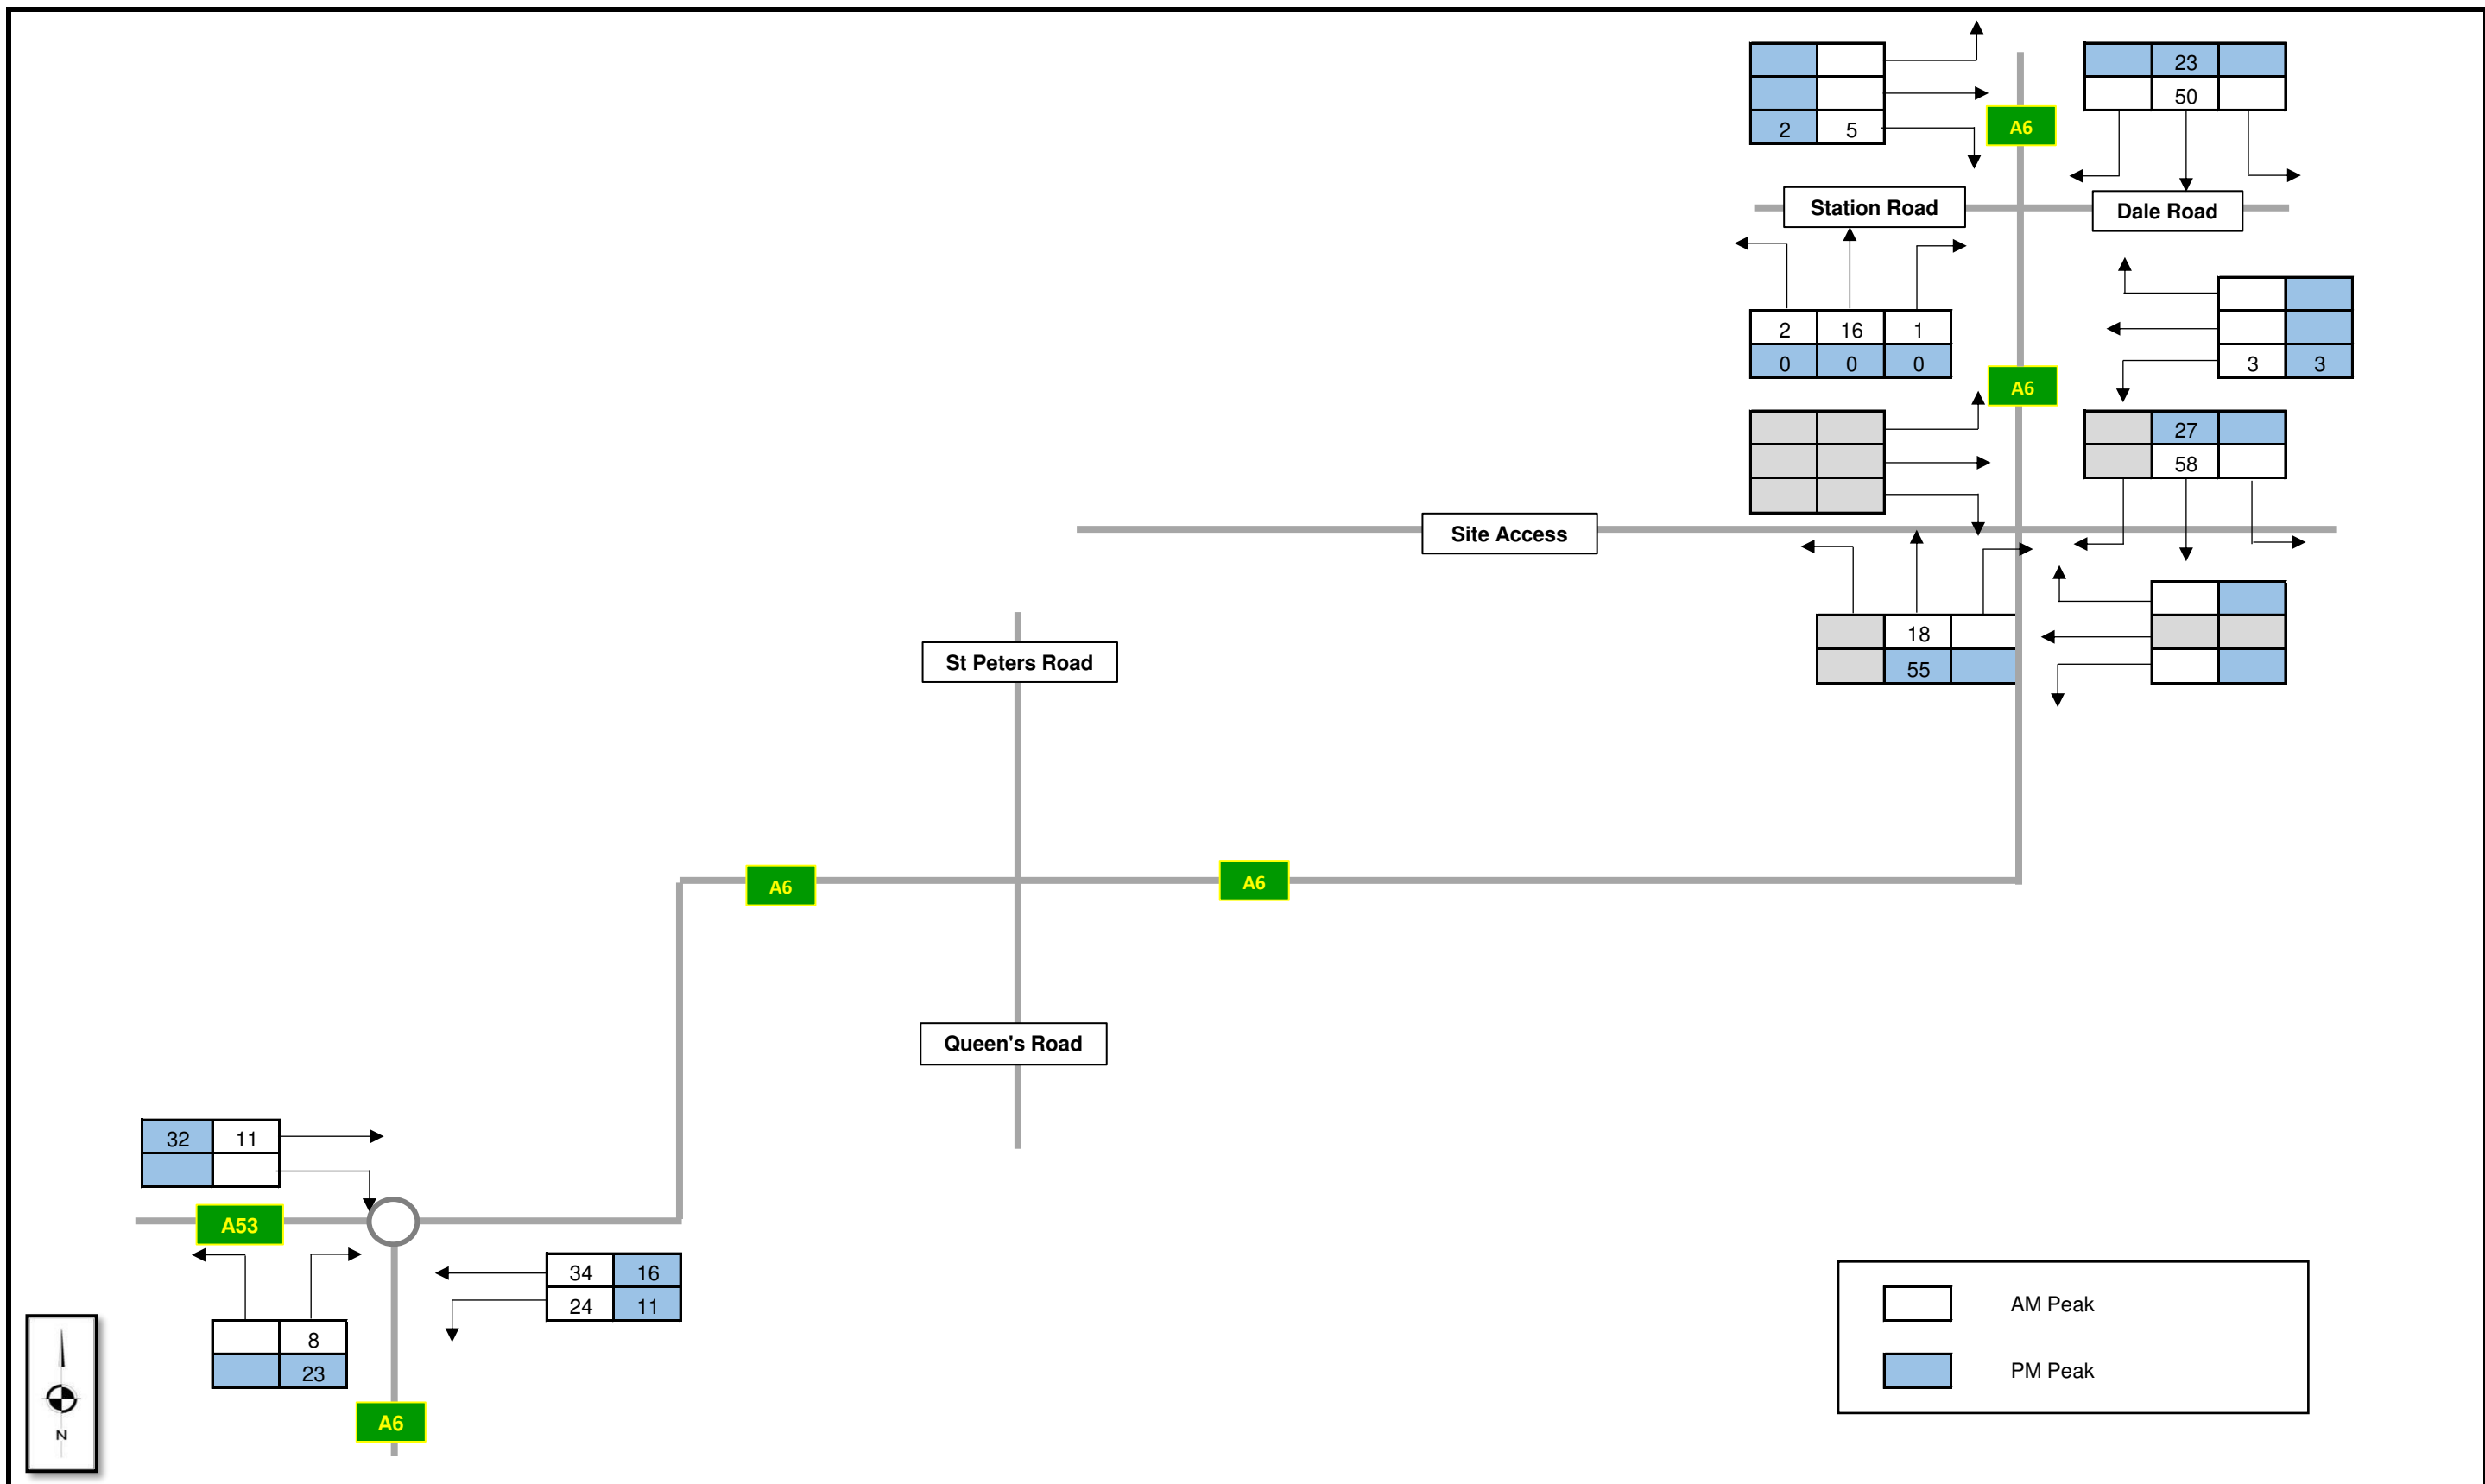 23
50
A6
2 5
Station Road
Dale Road
2 16 1
0 0 0
3 3
A6
27
58
Site Access
18
55
St Peters Road
A6
A6
Queen's Road
32 11
A53
34 16
24 11
8
23
A6
N
AM Peak
PM Peak